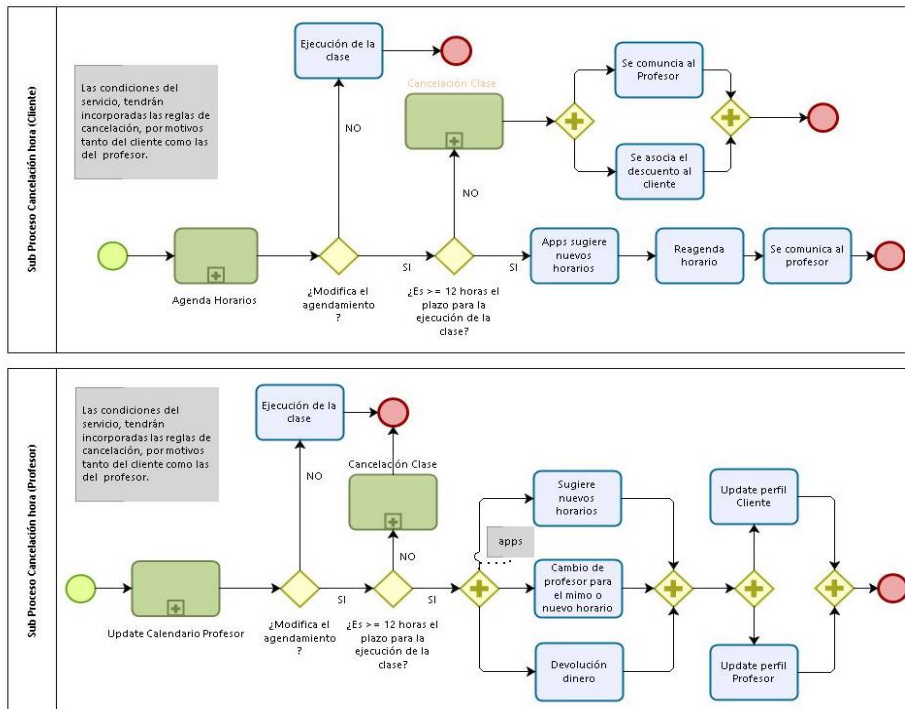 Sub Proceso Cancelación hora (Cliente)
Las condiciones del
servicio, tendrán
incorporadas las reglas de
cancelación, por motivos
tanto del cliente como las
del profesor.
Ejecución de la
clase
NO
Cancelación Clase
NO
Se comuncia al
Profesor
Se asocia el
descuento al
cliente
Agenda Horarios
¿Modifica el
agendamiento
?
SI
¿Es >= 12 horas el
plazo para la
ejecución de la
clase?
SI
Apps sugiere
nuevos
horarios
Reagenda
horario
Se comunica al
profesor
Sub Proceso Cancelación hora (Profesor)
Las condiciones del
servicio, tendrán
incorporadas las reglas de
cancelación, por motivos
tanto del cliente como las
del profesor.
Ejecución de la
clase
NO
Cancelación Clase
NO
Update Calendario Profesor
¿Modifica el
agendamiento
?
SI
¿Es >= 12 horas el
plazo para la
ejecución de la
clase?
SI
apps
Sugiere
nuevos
horarios
Cambio de
profesor para
el mimo o
nuevo horario
Devolución
dinero
Update perfil
Cliente
Update perfil
Profesor